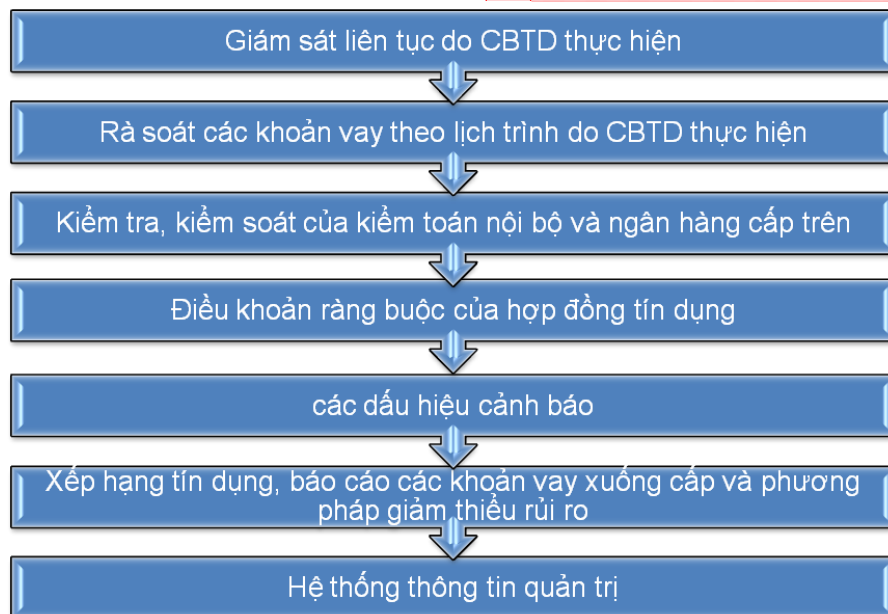 Giám sát liên tục do CBTD thực hiện
Rà soát các khoản vay theo lịch trình do CBTD thực hiện
Kiểm tra, kiểm soát của kiểm toán nội bộ và ngân hàng cấp trên
Điều khoản ràng buộc của hợp đồng tín dụng
các dấu hiệu cảnh báo
Xếp hạng tín dụng, báo cáo các khoản vay xuống cấp và phương
pháp giảm thiểu rủi ro
Hệ thống thông tin quản trị